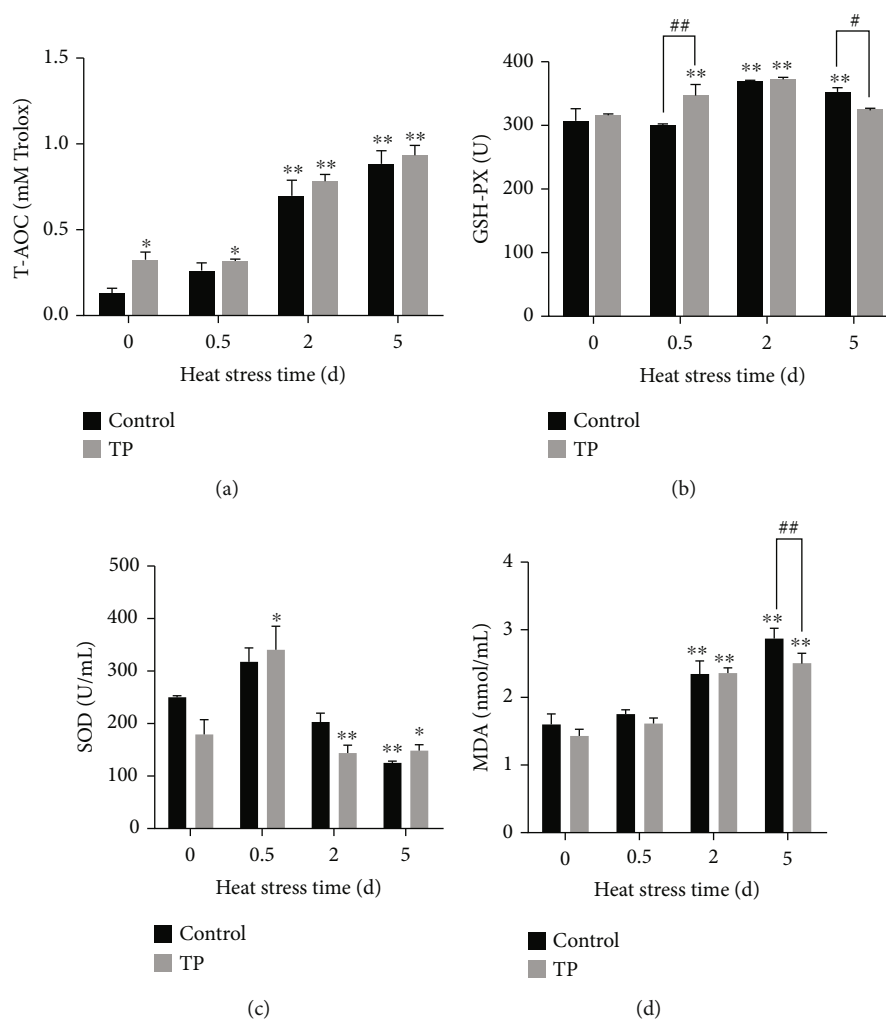 T-AOC (mM Trolox)
1.5
1.0
0.5
0.0
*
*
** **
** **
0 0.5 2 5
Heat stress time (d)
Control
TP
(a)
GSH-PX (U)
400
300
200
100
0
##
**
** **
#
**
0 0.5 2 5
Heat stress time (d)
Control
TP
(b)
SOD (U/mL)
500
400
300
200
100
0
*
**
** *
0 0.5 2 5
Heat stress time (d)
Control
TP
(c)
MDA (nmol/mL)
4
3
2
1
0
** **
##
** **
0 0.5 2 5
Heat stress time (d)
Control
TP
(d)